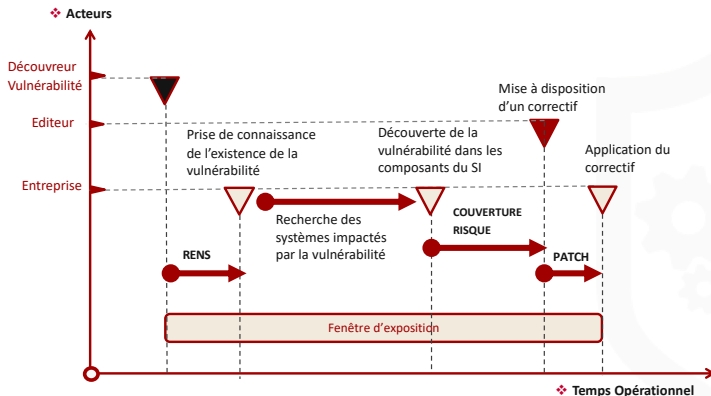 ❖ Acteurs
Découvreur
Vulnérabilité
Mise à disposition
d'un correctif
Editeur
Prise de connaissance
de l'existence de la
vulnérabilité
Découverte de la
vulnérabilité dans les
composants du SI
Application du
correctif
Entreprise
Recherche des
systèmes impactés
par la vulnérabilité
COUVERTURE
RISQUE
RENS
PATCH
Fenêtre d'exposition
❖ Temps Opérationnel